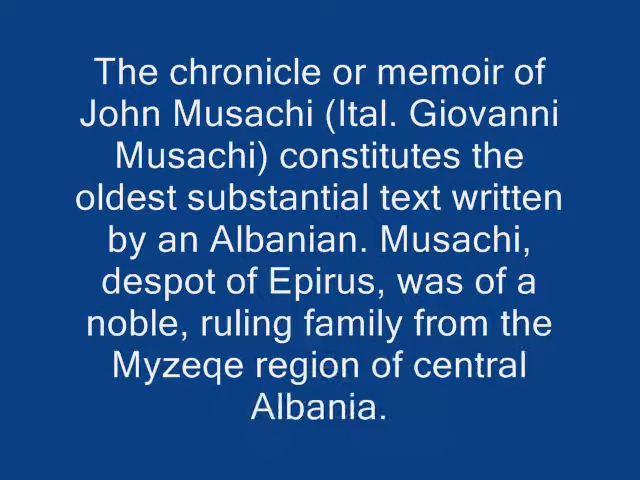 The chronicle or memoir of
John Musachi (Ital. Giovanni
Musachi) constitutes the
oldest substantial text written
by an Albanian. Musachi,
despot of Epirus, was of a
noble, ruling family from the
Myzeqe region of central
Albania.